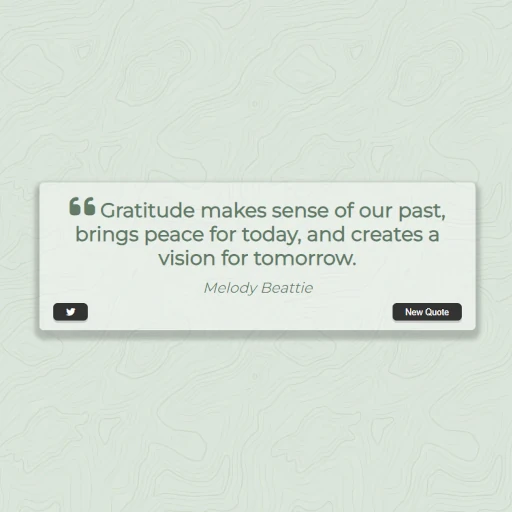 ❝ Gratitude makes sense of our past,
brings peace for today, and creates a
vision for tomorrow.
Melody Beattie
New Quote